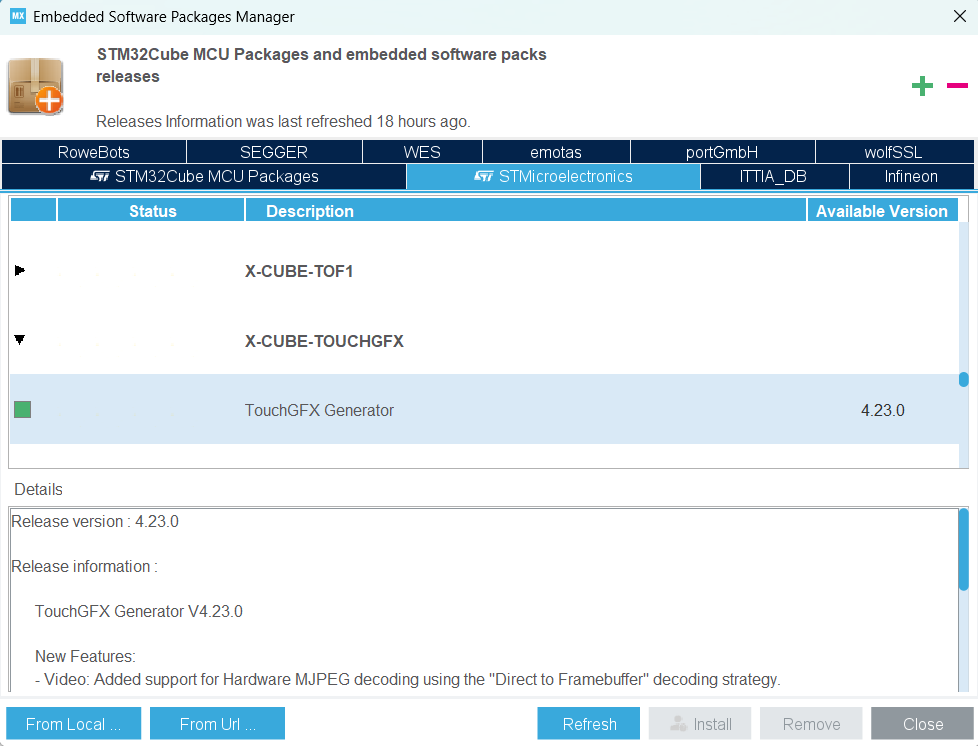 MX Embedded Software Packages Manager
STM32Cube MCU Packages and embedded software packs
releases
Releases Information was last refreshed 18 hours ago.
RoweBots SEGGER WES emotas portGmbH wolfSSL
STM32Cube MCU Packages STMicroelectronics ITTIA_DB Infineon
Status Description Available Version
X-CUBE-TOF1
X-CUBE-TOUCHGFX
TouchGFX Generator 4.23.0
Details
Release version : 4.23.0
Release information :
TouchGFX Generator V4.23.0
New Features:
- Video: Added support for Hardware MJPEG decoding using the "Direct to Framebuffer" decoding strategy.
From Local ... From Url ... Refresh Install Remove Close